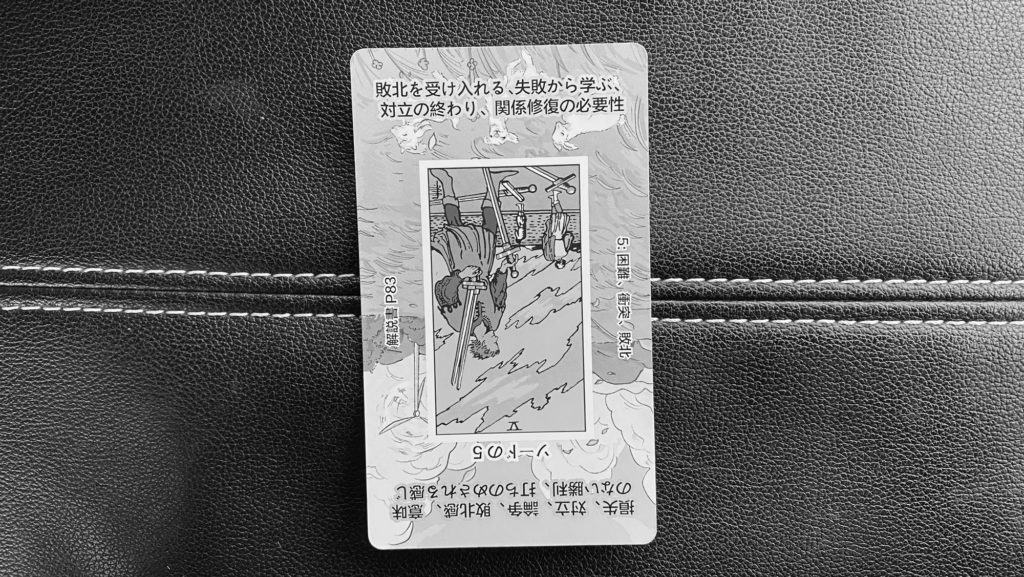 敗北を受け入れる、失敗から学ぶ、
対立の終わり、関係修復の必要性
5: 困難、衝突、敗北
解説書 P83
V
ソードの5
損失、対立、論争、敗北感、意味
のない勝利、打ちのめされる感じ